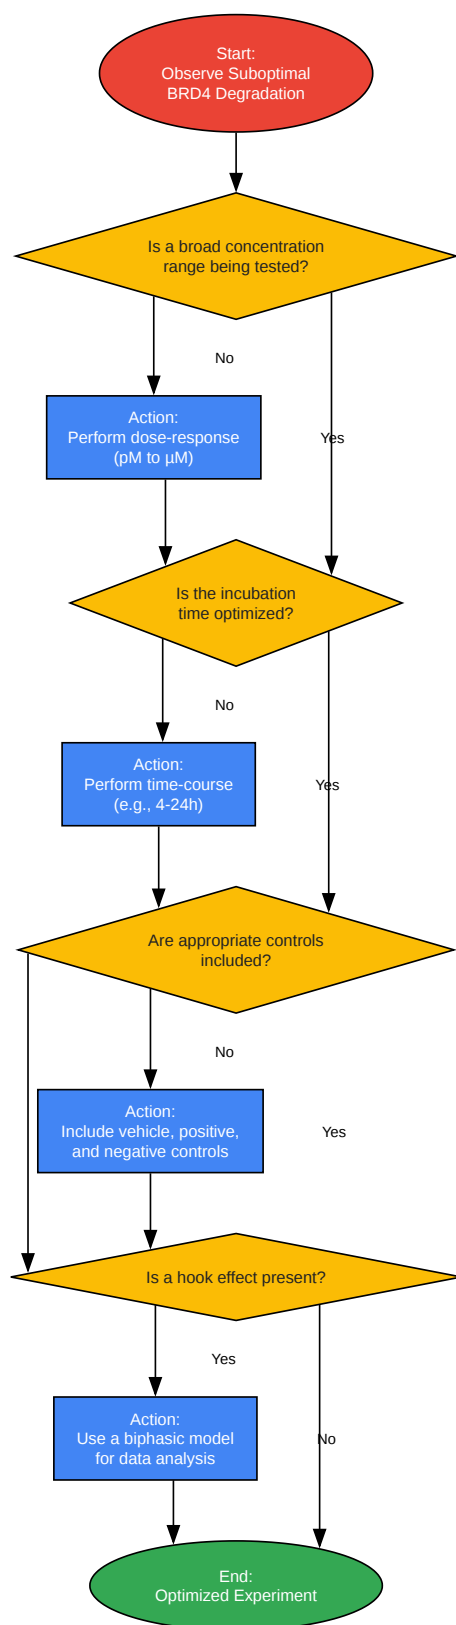 Start:
Observe Suboptimal
BRD4 Degradation
Is a broad concentration
range being tested?
No
Action:
Perform dose-response
(pM to µM)
Yes
Is the incubation
time optimized?
No
Action:
Perform time-course
(e.g., 4-24h)
Yes
Are appropriate controls
included?
No
Action:
Include vehicle, positive,
and negative controls
Yes
Is a hook effect present?
Yes
Action:
Use a biphasic model
for data analysis
No
End:
Optimized Experiment